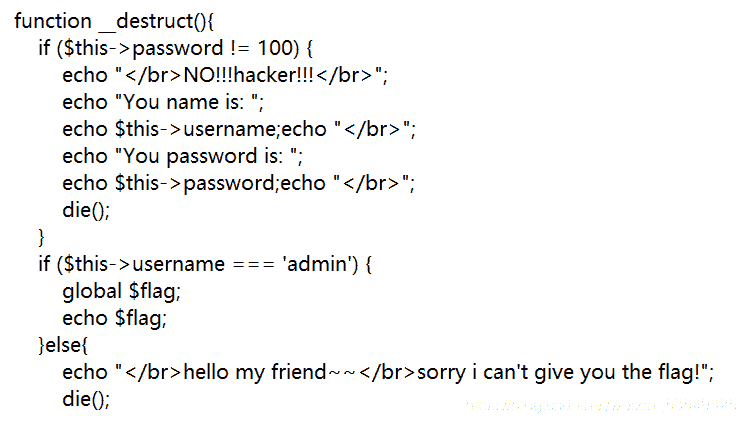 function __destruct(){
    if ($this->password != 100) {
        echo "</br>NO!!!hacker!!!</br>";
        echo "You name is: ";
        echo $this->username;echo "</br>";
        echo "You password is: ";
        echo $this->password;echo "</br>";
        die();
    }
    if ($this->username === 'admin') {
        global $flag;
        echo $flag;
    }else{
        echo "</br>hello my friend~~</br>sorry i can't give you the flag!";
        die();